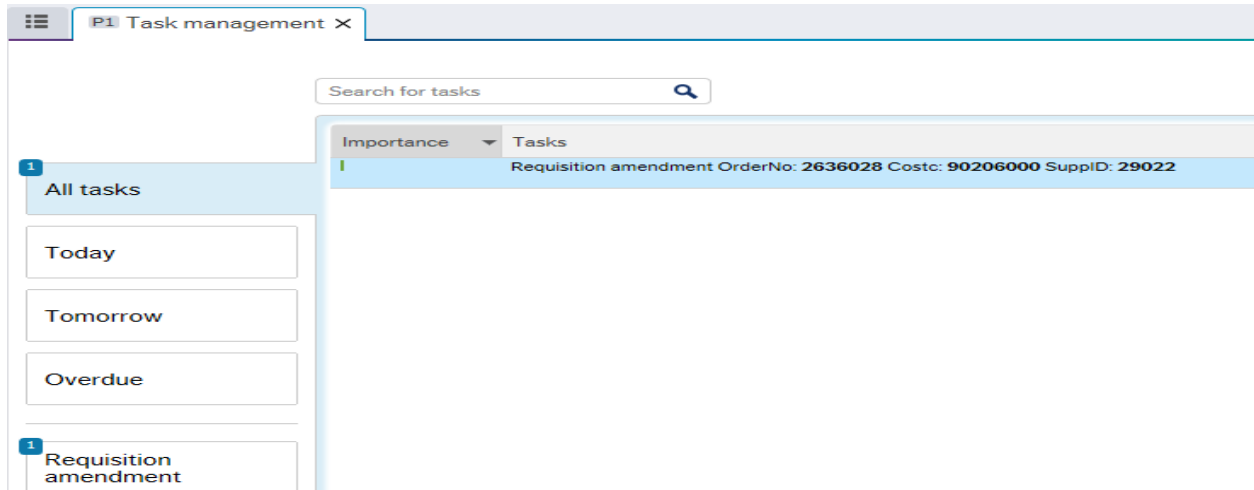 P1 Task management
Search for tasks
Importance Tasks
Requisition amendment OrderNo: 2636028 Costc: 90206000 SuppID: 29022
1
All tasks
Today
Tomorrow
Overdue
1
Requisition
amendment